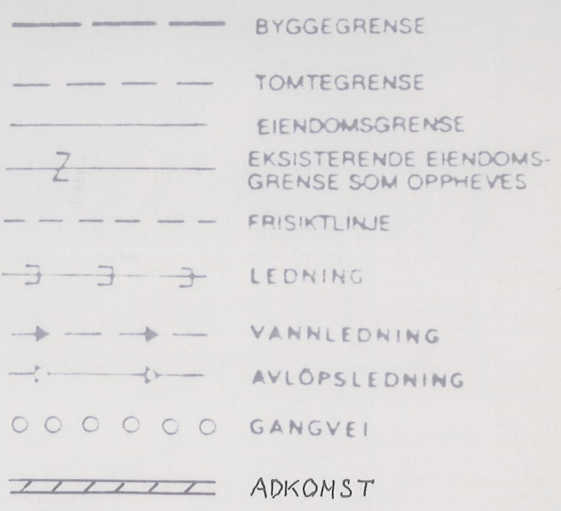 BYGGEGRENSE
TOMTEGRENSE
EIENDOMSGRENSE
EKSISTERENDE EIENDOMS-
GRENSE SOM OPPHEVES
FRISIKTLINJE
LEDNING
VANNLEDNING
AVLÖPSLEDNING
GANGVEI
ADKOMST